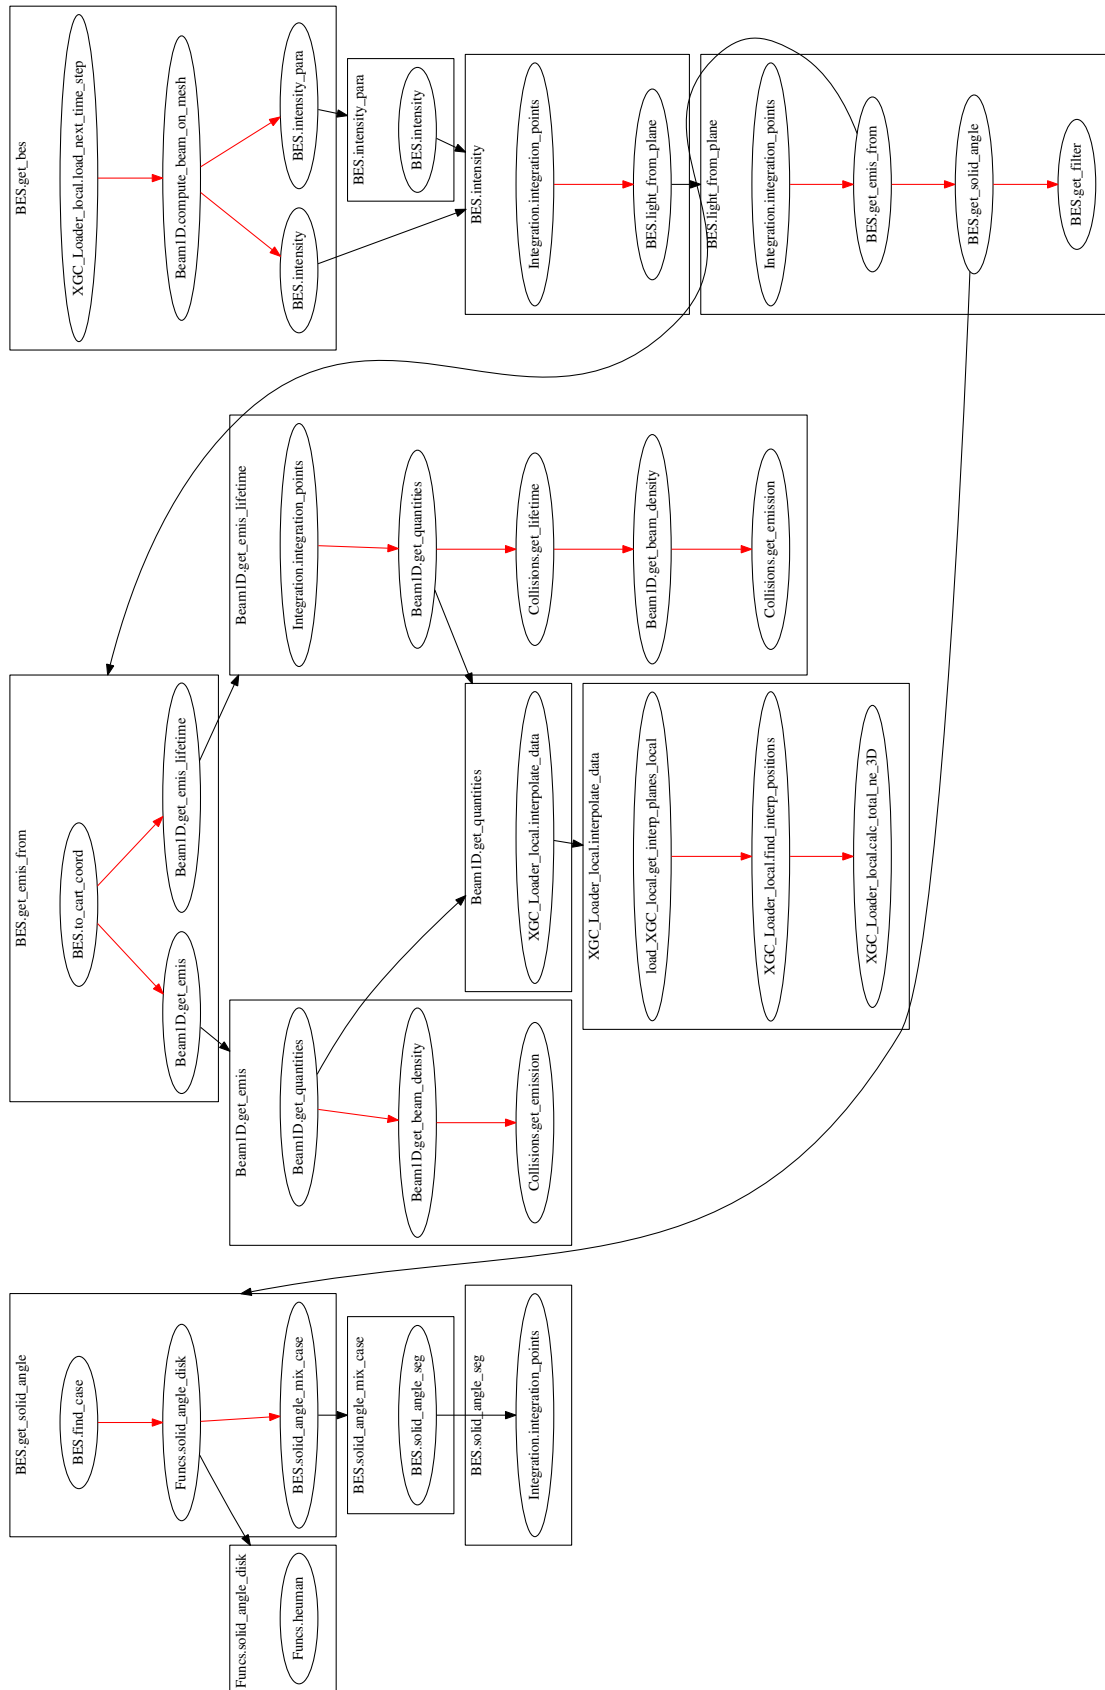 BES.get_solid_angle
BES.find_case
Funcs.solid_angle_disk
BES.solid_angle_mix_case
Funcs.solid_angle_disk
Funcs.heuman
BES.solid_angle_mix_case
BES.solid_angle_seg
BES.solid_angle_seg
Integration.integration_points
BES.get_emis_from
BES.to_cart_coord
Beam1D.get_emis
Beam1D.get_emis_lifetime
Beam1D.get_emis
Beam1D.get_quantities
Beam1D.get_beam_density
Collisions.get_emission
Beam1D.get_emis_lifetime
Integration.integration_points
Beam1D.get_quantities
Collisions.get_lifetime
Beam1D.get_beam_density
Collisions.get_emission
Beam1D.get_quantities
XGC_Loader_local.interpolate_data
XGC_Loader_local.interpolate_data
load_XGC_local.get_interp_planes_local
XGC_Loader_local.find_interp_positions
XGC_Loader_local.calc_total_ne_3D
BES.get_bes
XGC_Loader_local.load_next_time_step
Beam1D.compute_beam_on_mesh
BES.intensity
BES.intensity_para
BES.intensity_para
BES.intensity
BES.intensity
Integration.integration_points
BES.light_from_plane
BES.light_from_plane
Integration.integration_points
BES.get_emis_from
BES.get_solid_angle
BES.get_filter